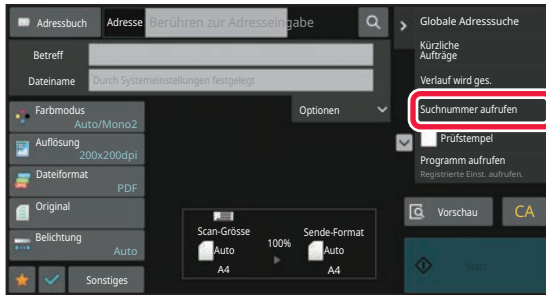 Adressbuch
Adresse
Berühren zur Adresseingabe
Betreff
Dateiname
Durch Systemeinstellungen festgelegt
Farbmodus
Auto/Mono2
Auflösung
200x200dpi
Dateiformat
PDF
Original
Belichtung
Auto
Sonstiges
Optionen
Scan-Grösse
Auto
A4
100%
Sende-Format
Auto
A4
Globale Adresssuche
Kürzliche
Aufträge
Verlauf wird ges.
Suchnummer aufrufen
Prüfstempel
Programm aufrufen
Registrierte Einst. aufrufen.
Vorschau
CA
Start